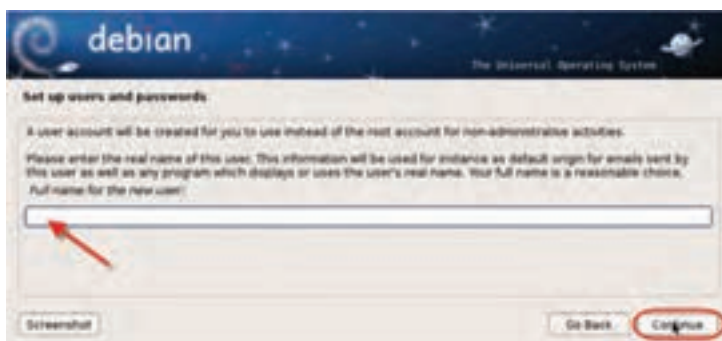 debian
The Universal Operating System
Set up users and passwords
A user account will be created for you to use instead of the root account for non-administrative activities.
Please enter the real name of this user. This information will be used for instance as default origin for emails sent by
this user as well as any program which displays or uses the user's real name. Your full name is a reasonable choice.
Full name for the new user:
Screenshot Go Back Continue